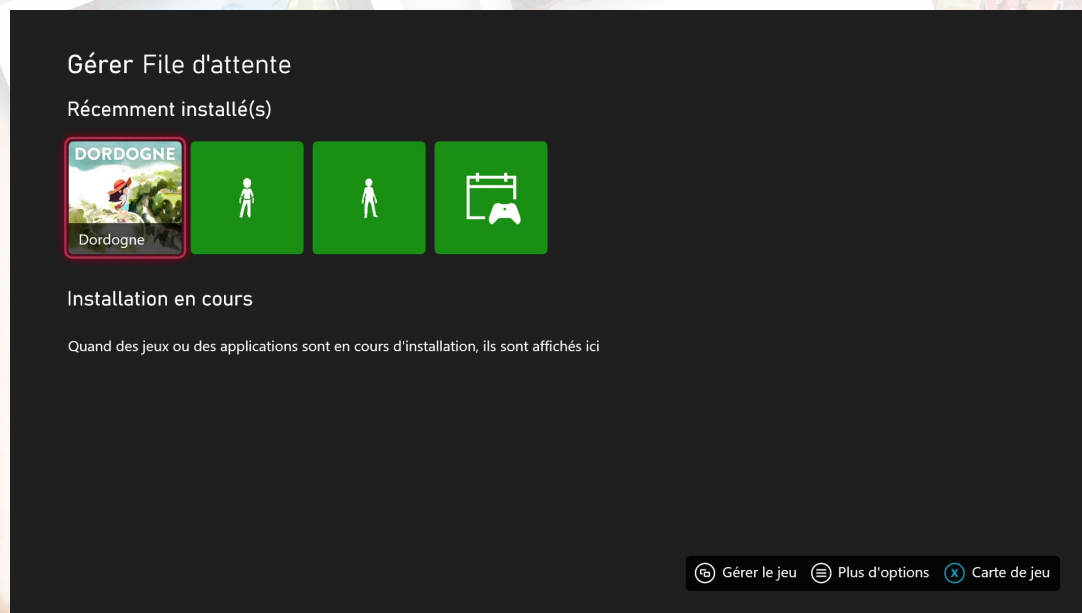 Gérer File d'attente
Récemment installé(s)
DORDOGNE
Dordogne
Installation en cours
Quand des jeux ou des applications sont en cours d'installation, ils sont affichés ici
Gérer le jeu Plus d'options X Carte de jeu